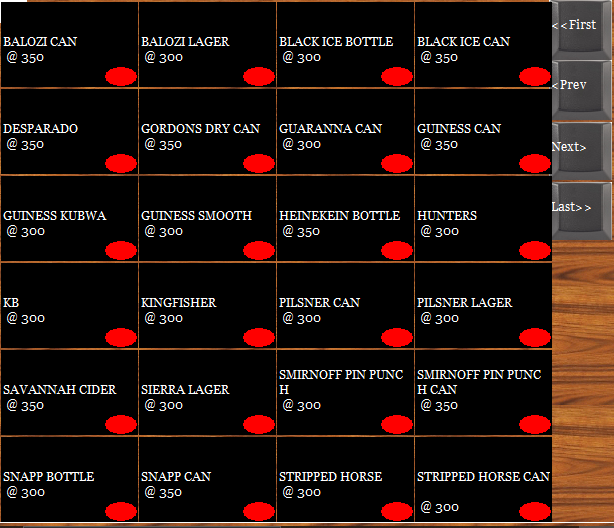 BALOZI CAN
@ 350
BALOZI LAGER
@ 300
BLACK ICE BOTTLE
@ 300
BLACK ICE CAN
@ 350
<<First
DESPARADO
@ 350
GORDONS DRY CAN
@ 350
GUARANNA CAN
@ 300
GUINESS CAN
@ 350
<Prev
Next>
GUINESS KUBWA
@ 300
GUINESS SMOOTH
@ 300
HEINEKEIN BOTTLE
@ 350
HUNTERS
@ 300
Last>>
KB
@ 300
KINGFISHER
@ 300
PILSNER CAN
@ 300
PILSNER LAGER
@ 300
SAVANNAH CIDER
@ 350
SIERRA LAGER
@ 300
SMIRNOFF PIN PUNC
H
@ 300
SMIRNOFF PIN PUNC
H CAN
@ 350
SNAPP BOTTLE
@ 300
SNAPP CAN
@ 350
STRIPPED HORSE
@ 300
STRIPPED HORSE CAN
@ 300